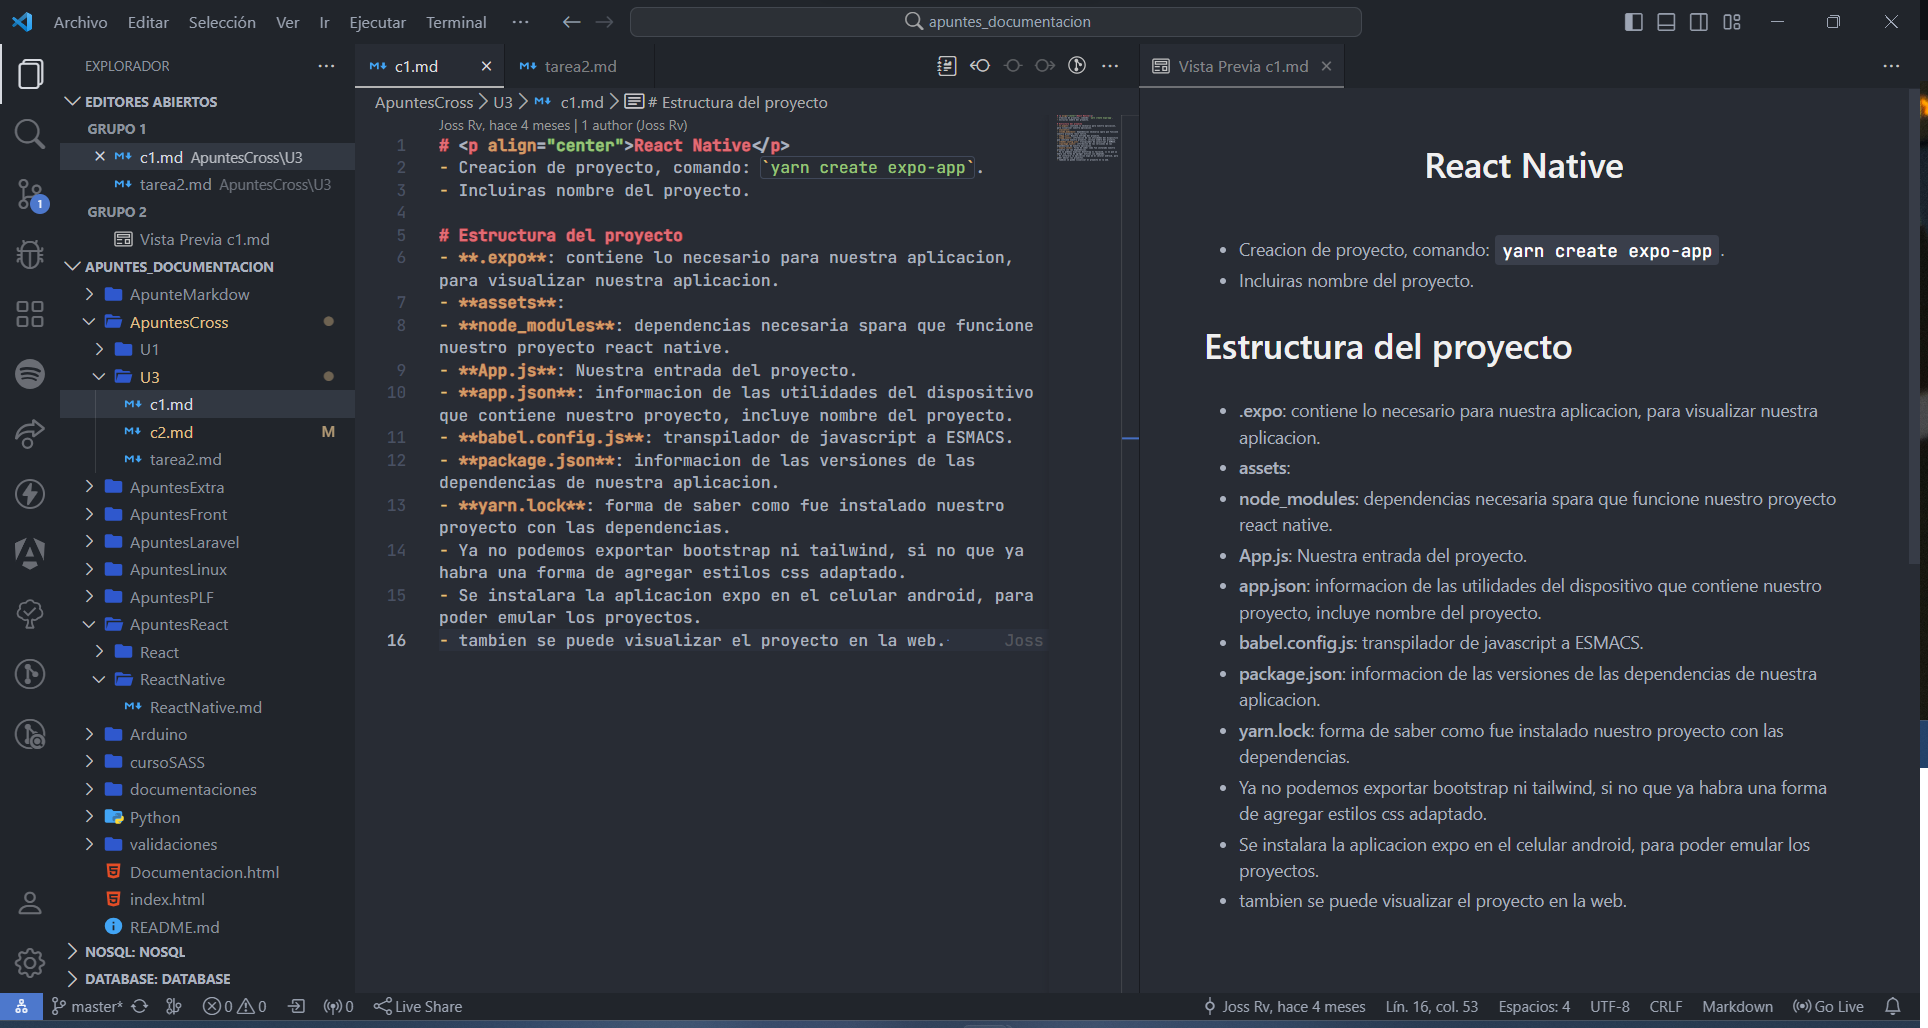 Archivo Editar Selección Ver Ir Ejecutar Terminal ··· apuntes_documentacion
EXPLORADOR ···
EDITORES ABIERTOS
GRUPO 1
c1.md ApuntesCross\U3
tarea2.md ApuntesCross\U3
GRUPO 2
Vista Previa c1.md
APUNTES_DOCUMENTACION
ApunteMarkdow
ApuntesCross
U1
U3
c1.md
c2.md M
tarea2.md
ApuntesExtra
ApuntesFront
ApuntesLaravel
ApuntesLinux
ApuntesPLF
ApuntesReact
React
ReactNative
ReactNative.md
Arduino
cursoSASS
documentaciones
Python
validaciones
Documentacion.html
index.html
README.md
NOSQL: NOSQL
DATABASE: DATABASE
1
c1.md tarea2.md
ApuntesCross > U3 > c1.md > # Estructura del proyecto
Joss Rv, hace 4 meses | 1 author (Joss Rv)
1 # <p align="center">React Native</p>
2 - Creacion de proyecto, comando: `yarn create expo-app`.
3 - Incluiras nombre del proyecto.
4
5 # Estructura del proyecto
6 - **.expo**: contiene lo necesario para nuestra aplicacion,
para visualizar nuestra aplicacion.
7 - **assets**:
8 - **node_modules**: dependencias necesaria spara que funcione
nuestro proyecto react native.
9 - **App.js**: Nuestra entrada del proyecto.
10 - **app.json**: informacion de las utilidades del dispositivo
que contiene nuestro proyecto, incluye nombre del proyecto.
11 - **babel.config.js**: transpilador de javascript a ESMACS.
12 - **package.json**: informacion de las versiones de las
dependencias de nuestra aplicacion.
13 - **yarn.lock**: forma de saber como fue instalado nuestro
proyecto con las dependencias.
14 - Ya no podemos exportar bootstrap ni tailwind, si no que ya
habra una forma de agregar estilos css adaptado.
15 - Se instalara la aplicacion expo en el celular android, para
poder emular los proyectos.
16 - tambien se puede visualizar el proyecto en la web. Joss
Vista Previa c1.md
React Native
• Creacion de proyecto, comando: yarn create expo-app .
• Incluiras nombre del proyecto.
Estructura del proyecto
• .expo: contiene lo necesario para nuestra aplicacion, para visualizar nuestra
aplicacion.
• assets:
• node_modules: dependencias necesaria spara que funcione nuestro proyecto
react native.
• App.js: Nuestra entrada del proyecto.
• app.json: informacion de las utilidades del dispositivo que contiene nuestro
proyecto, incluye nombre del proyecto.
• babel.config.js: transpilador de javascript a ESMACS.
• package.json: informacion de las versiones de las dependencias de nuestra
aplicacion.
• yarn.lock: forma de saber como fue instalado nuestro proyecto con las
dependencias.
• Ya no podemos exportar bootstrap ni tailwind, si no que ya habra una forma
de agregar estilos css adaptado.
• Se instalara la aplicacion expo en el celular android, para poder emular los
proyectos.
• tambien se puede visualizar el proyecto en la web.
master* 0 0 0 Live Share Joss Rv, hace 4 meses Lín. 16, col. 53 Espacios: 4 UTF-8 CRLF Markdown Go Live